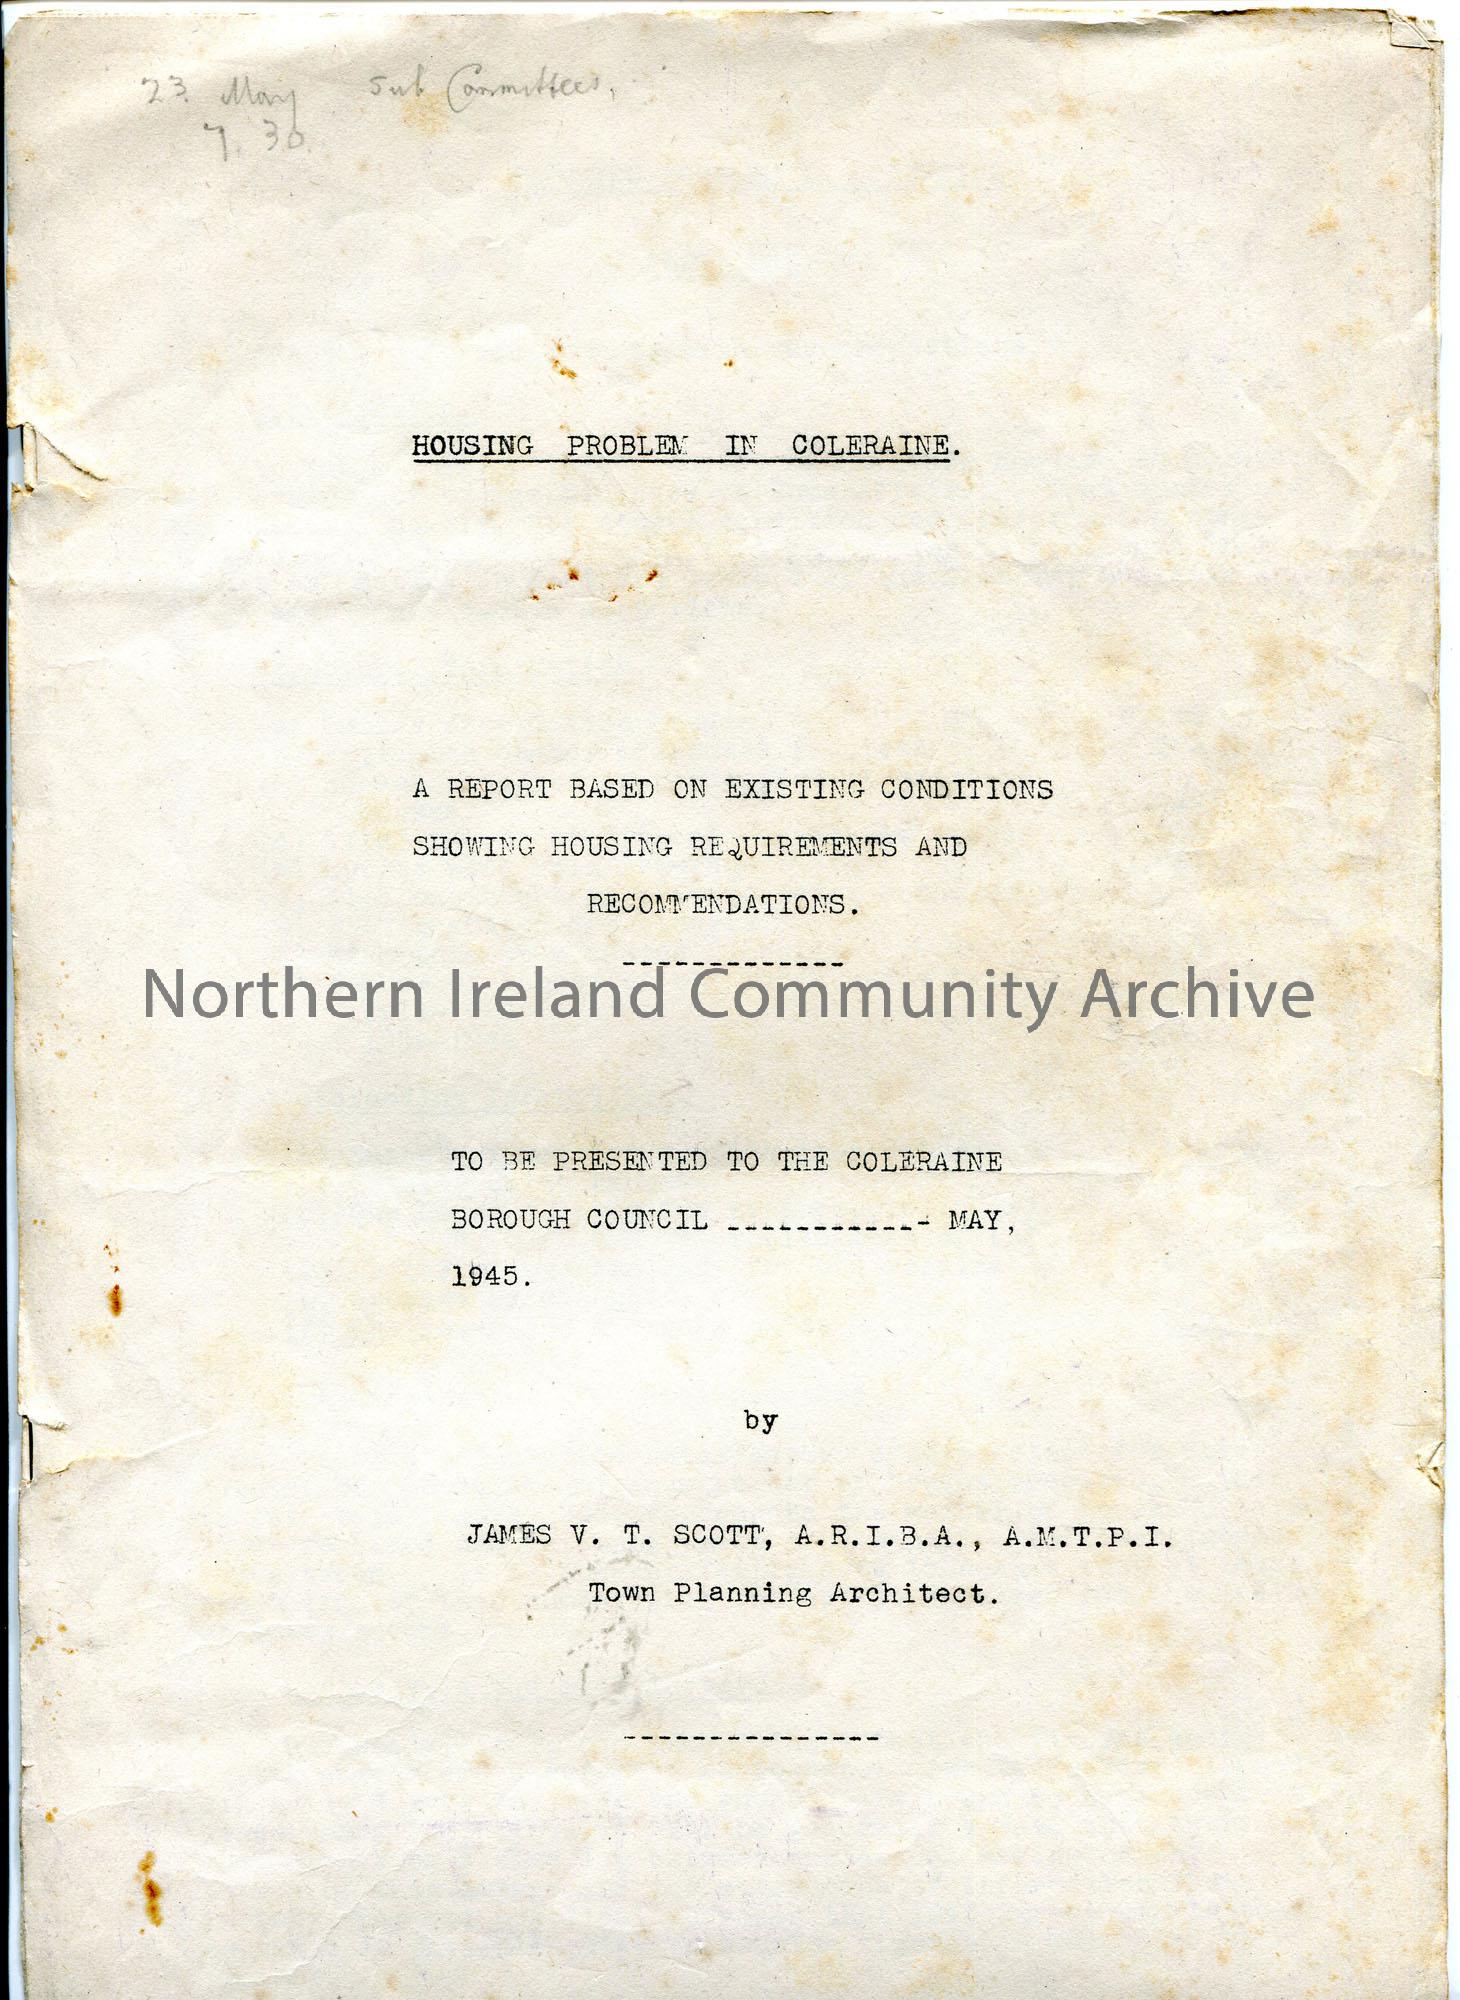 23 May Sub Committees,
7.30.
HOUSING PROBLEM IN COLERAINE.
A REPORT BASED ON EXISTING CONDITIONS
SHOWING HOUSING REQUIREMENTS AND
RECOMMENDATIONS.
-------------
Northern Ireland Community Archive
TO BE PRESENTED TO THE COLERAINE
BOROUGH COUNCIL ------------ MAY,
1945.
by
JAMES V. T. SCOTT, A.R.I.B.A., A.M.T.P.I.
Town Planning Architect.
---------------